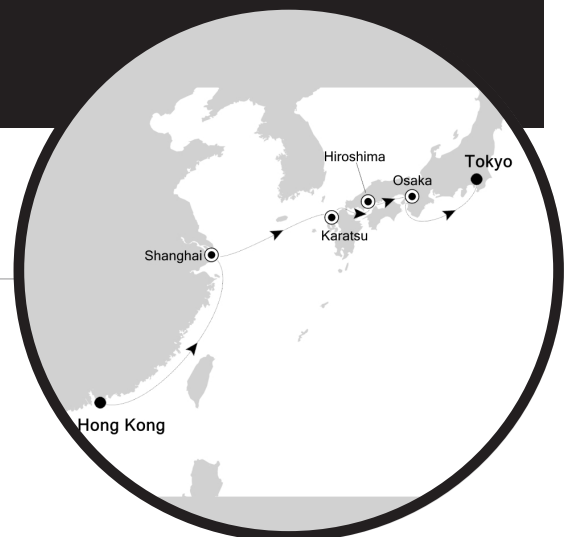 Hiroshima
Tokyo
Osaka
Karatsu
Shanghai
Hong Kong